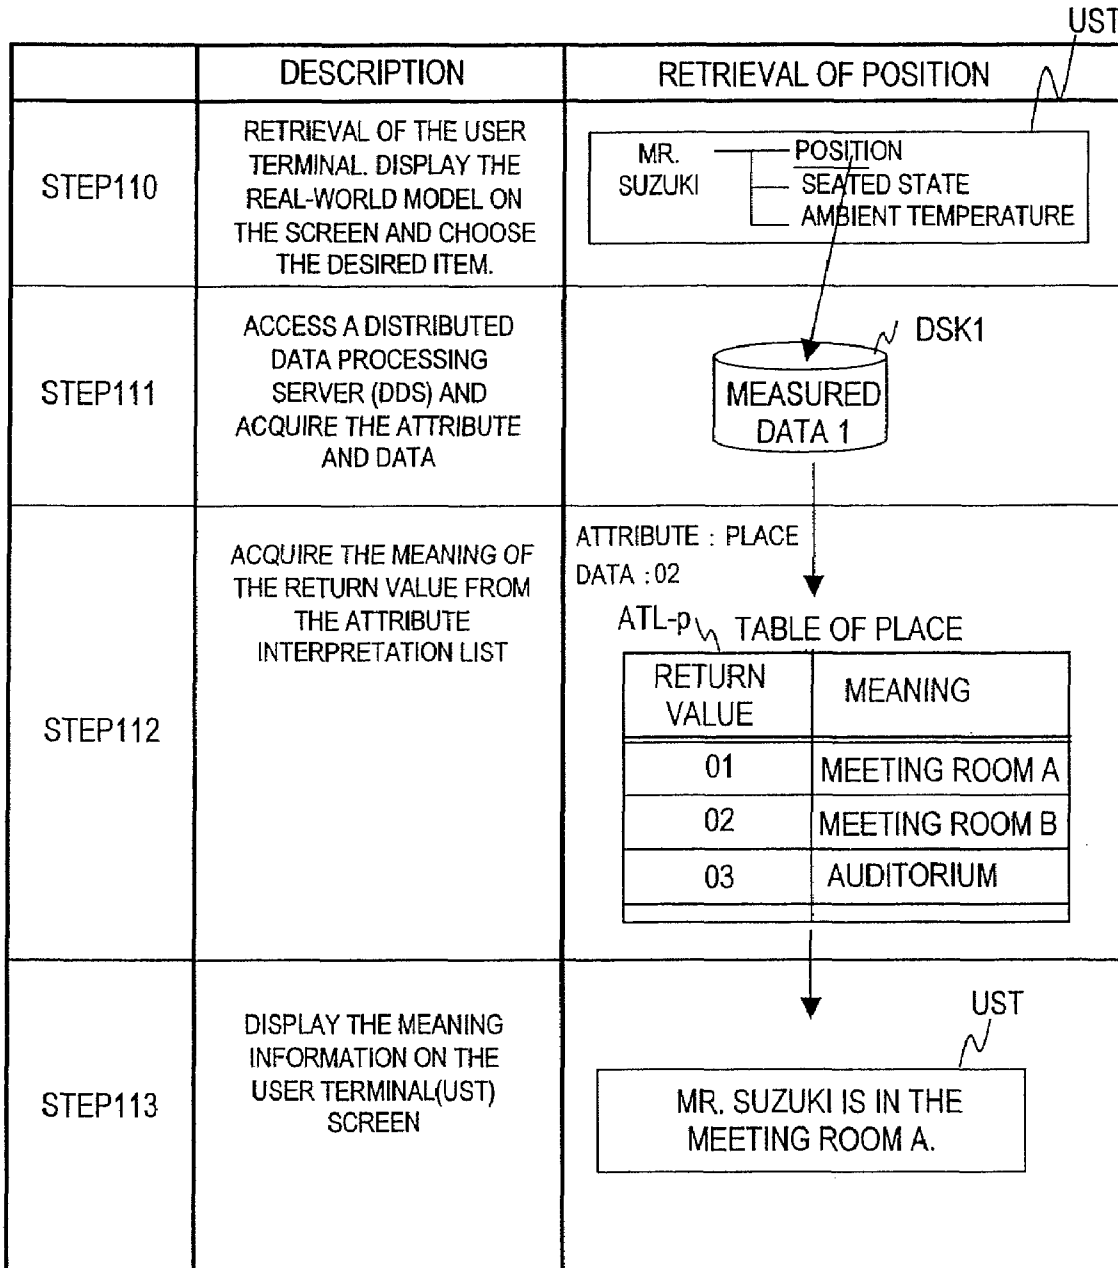 UST
DESCRIPTION
RETRIEVAL OF POSITION
STEP110
RETRIEVAL OF THE USER
TERMINAL. DISPLAY THE
REAL-WORLD MODEL ON
THE SCREEN AND CHOOSE
THE DESIRED ITEM.
MR.
SUZUKI
POSITION
SEATED STATE
AMBIENT TEMPERATURE
STEP111
ACCESS A DISTRIBUTED
DATA PROCESSING
SERVER (DDS) AND
ACQUIRE THE ATTRIBUTE
AND DATA
DSK1
MEASURED
DATA 1
STEP112
ACQUIRE THE MEANING OF
THE RETURN VALUE FROM
THE ATTRIBUTE
INTERPRETATION LIST
ATTRIBUTE : PLACE
DATA :02
ATL-p
TABLE OF PLACE
RETURN
VALUE
MEANING
01
MEETING ROOM A
02
MEETING ROOM B
03
AUDITORIUM
STEP113
DISPLAY THE MEANING
INFORMATION ON THE
USER TERMINAL(UST)
SCREEN
UST
MR. SUZUKI IS IN THE
MEETING ROOM A.